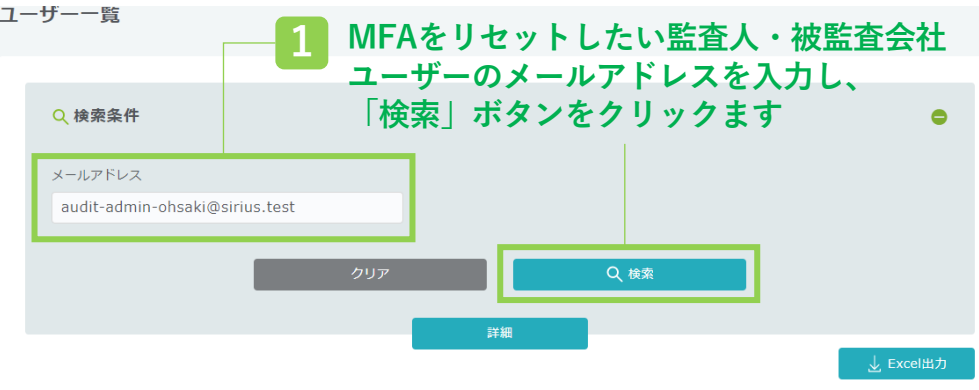 ユーザー一覧
1
MFAをリセットしたい監査人・被監査会社
ユーザーのメールアドレスを入力し、
「検索」ボタンをクリックます
検索条件
メールアドレス
audit-admin-ohsaki@sirius.test
クリア
検索
詳細
Excel出力